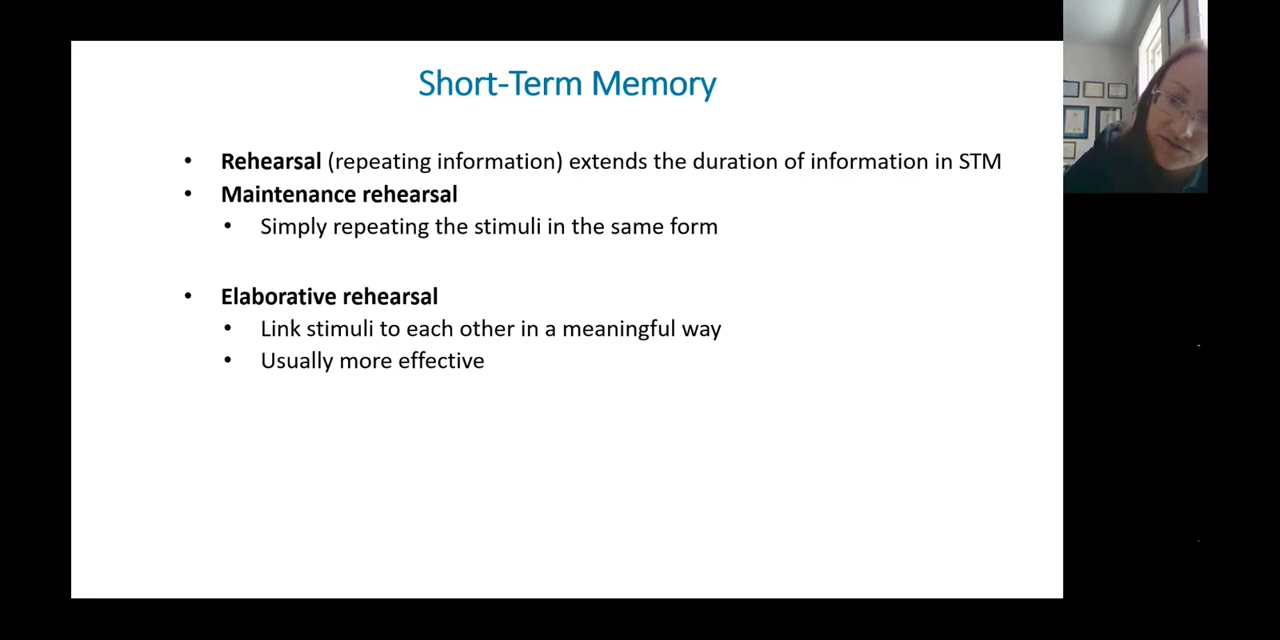 Short-Term Memory
• Rehearsal (repeating information) extends the duration of information in STM
• Maintenance rehearsal
• Simply repeating the stimuli in the same form
• Elaborative rehearsal
• Link stimuli to each other in a meaningful way
• Usually more effective